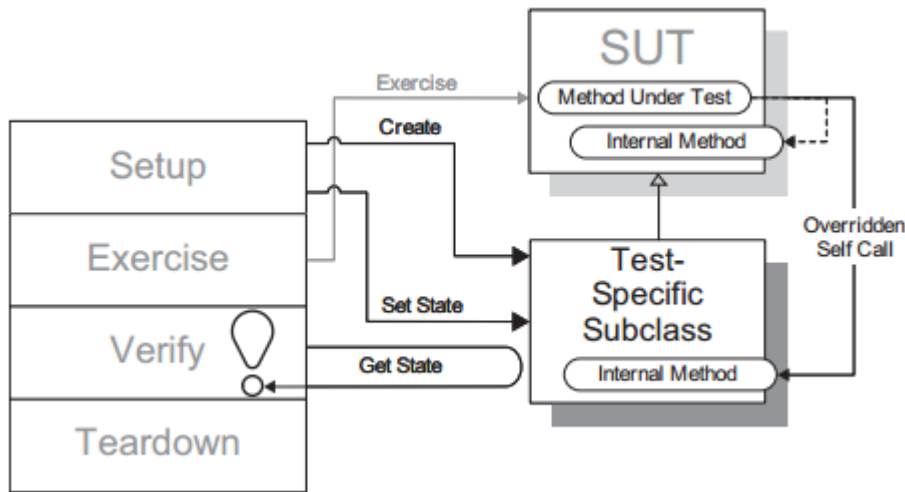 SUT
Exercise
Method Under Test
Create
Internal Method
Setup
Overridden
Self Call
Exercise
Test-
Specific
Subclass
Set State
Verify
Get State
Internal Method
Teardown